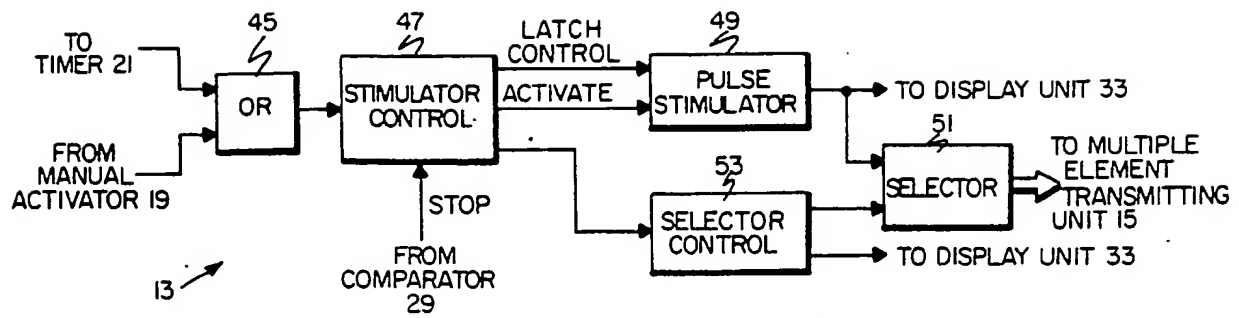 45
TO
TIMER 21
OR
FROM
MANUAL
ACTIVATOR 19
47
STIMULATOR
CONTROL
LATCH
CONTROL
ACTIVATE
STOP
FROM
COMPARATOR
29
49
PULSE
STIMULATOR
TO DISPLAY UNIT 33
51
SELECTOR
TO MULTIPLE
ELEMENT
TRANSMITTING
UNIT 15
53
SELECTOR
CONTROL
TO DISPLAY UNIT 33
13